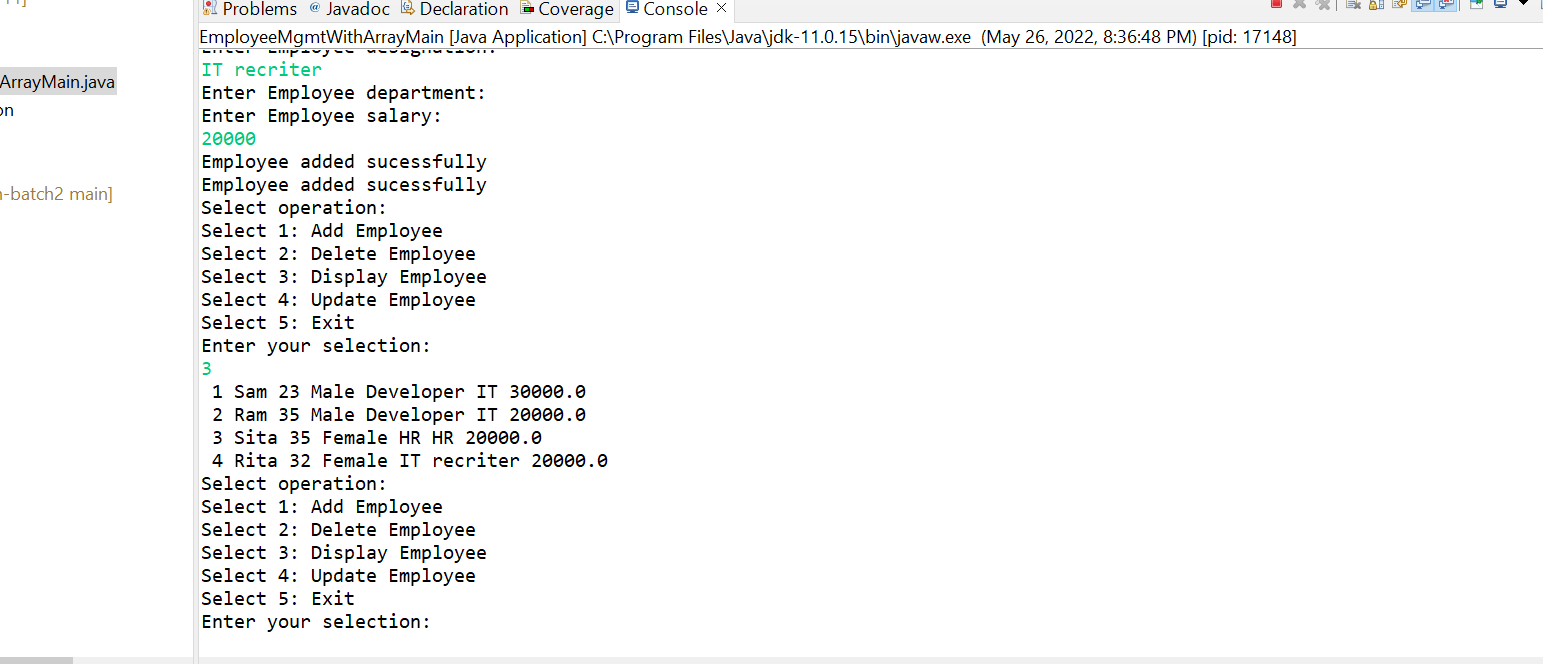 Problems @ Javadoc Declaration Coverage Console ×
EmployeeMgmtWithArrayMain [Java Application] C:\Program Files\Java\jdk-11.0.15\bin\javaw.exe (May 26, 2022, 8:36:48 PM) [pid: 17148]
ArrayMain.java
on
-batch2 main]
Enter Employee designation:
IT recriter
Enter Employee department:
Enter Employee salary:
20000
Employee added sucessfully
Employee added sucessfully
Select operation:
Select 1: Add Employee
Select 2: Delete Employee
Select 3: Display Employee
Select 4: Update Employee
Select 5: Exit
Enter your selection:
3
1 Sam 23 Male Developer IT 30000.0
2 Ram 35 Male Developer IT 20000.0
3 Sita 35 Female HR HR 20000.0
4 Rita 32 Female IT recriter 20000.0
Select operation:
Select 1: Add Employee
Select 2: Delete Employee
Select 3: Display Employee
Select 4: Update Employee
Select 5: Exit
Enter your selection: